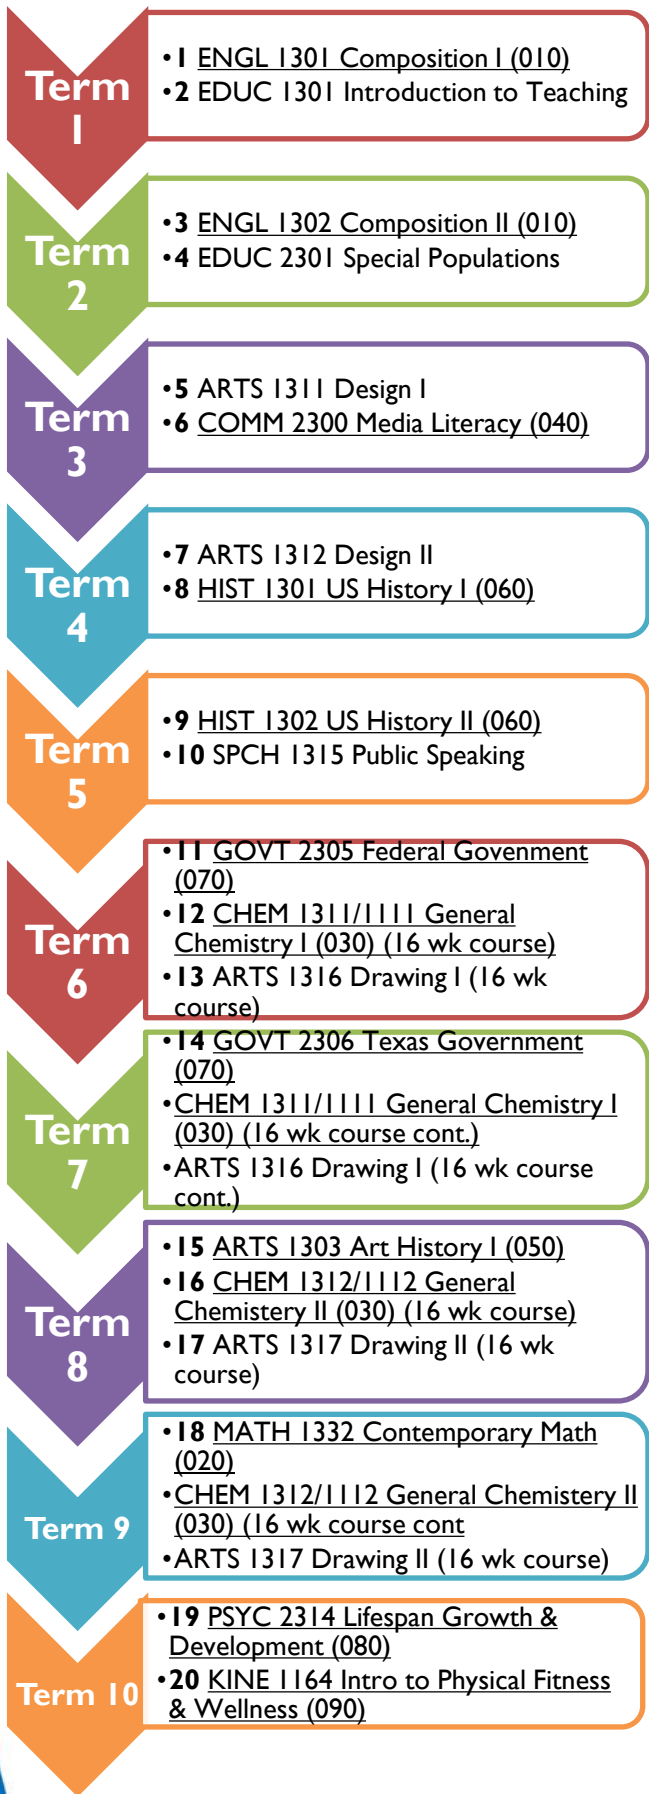 Term
1
•1 ENGL 1301 Composition I (010)
•2 EDUC 1301 Introduction to Teaching
Term
2
•3 ENGL 1302 Composition II (010)
•4 EDUC 2301 Special Populations
Term
3
•5 ARTS 1311 Design I
•6 COMM 2300 Media Literacy (040)
Term
4
•7 ARTS 1312 Design II
•8 HIST 1301 US History I (060)
Term
5
•9 HIST 1302 US History II (060)
•10 SPCH 1315 Public Speaking
Term
6
•11 GOVT 2305 Federal Govenment
(070)
•12 CHEM 1311/1111 General
Chemistry I (030) (16 wk course)
•13 ARTS 1316 Drawing I (16 wk
course)
Term
7
•14 GOVT 2306 Texas Government
(070)
•CHEM 1311/1111 General Chemistry I
(030) (16 wk course cont.)
•ARTS 1316 Drawing I (16 wk course
cont.)
Term
8
•15 ARTS 1303 Art History I (050)
•16 CHEM 1312/1112 General
Chemistery II (030) (16 wk course)
•17 ARTS 1317 Drawing II (16 wk
course)
Term 9
•18 MATH 1332 Contemporary Math
(020)
•CHEM 1312/1112 General Chemistery II
(030) (16 wk course cont
•ARTS 1317 Drawing II (16 wk course)
Term 10
•19 PSYC 2314 Lifespan Growth &
Development (080)
•20 KINE 1164 Intro to Physical Fitness
& Wellness (090)